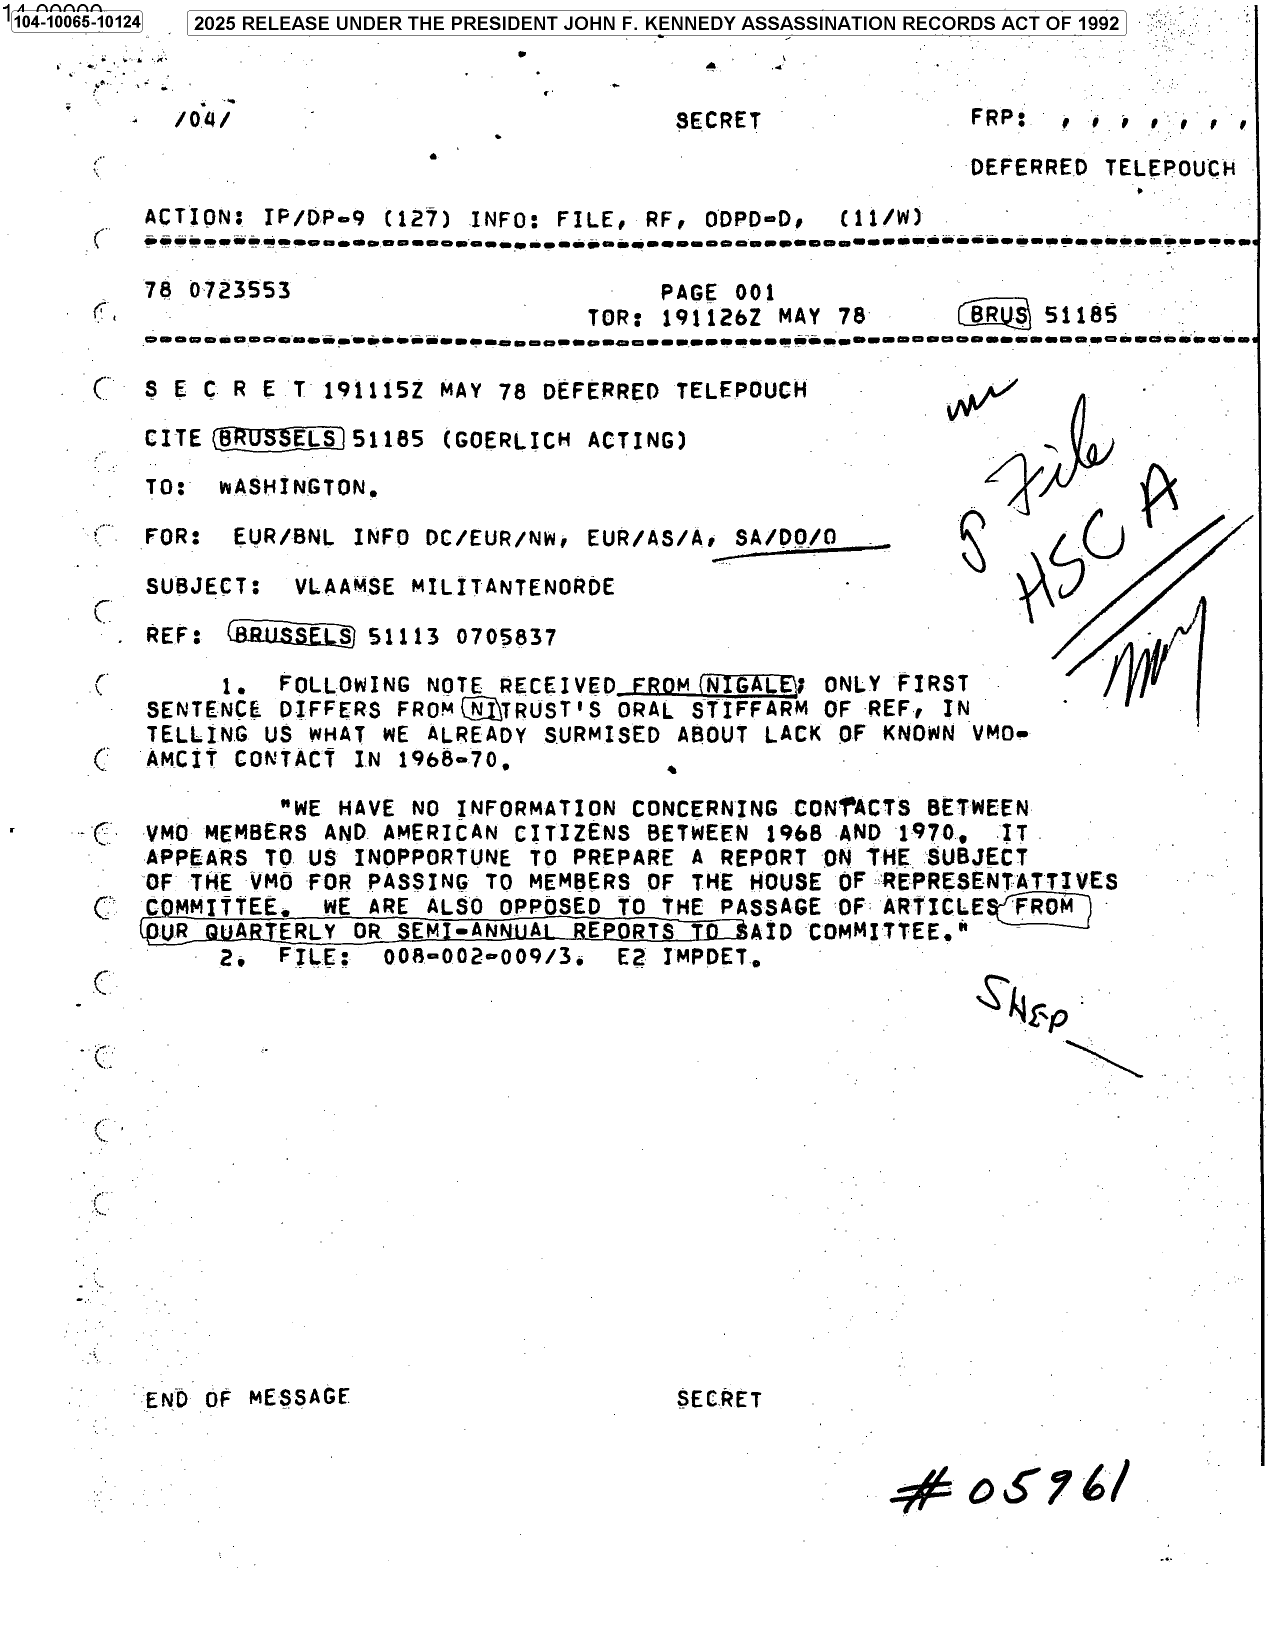 104-10065-10124
2025 RELEASE UNDER THE PRESIDENT JOHN F. KENNEDY ASSASSINATION RECORDS ACT OF 1992
/04/ SECRET FRP: , , , , , , ,
DEFERRED TELEPOUCH
ACTION: IP/DP-9 (127) INFO: FILE, RF, ODPD-D, (11/W)
78 0723553 PAGE 001
TOR: 191126Z MAY 78 BRUS 51185
S E C R E T 191115Z MAY 78 DEFERRED TELEPOUCH
CITE BRUSSELS 51185 (GOERLICH ACTING)
TO: WASHINGTON.
FOR: EUR/BNL INFO DC/EUR/NW, EUR/AS/A, SA/DO/O
File
HSCA
SUBJECT: VLAAMSE MILITANTENORDE
REF: BRUSSELS 51113 0705837
1. FOLLOWING NOTE RECEIVED FROM NIGALE; ONLY FIRST
SENTENCE DIFFERS FROM NITRUST'S ORAL STIFFARM OF REF, IN
TELLING US WHAT WE ALREADY SURMISED ABOUT LACK OF KNOWN VMO-
AMCIT CONTACT IN 1968-70.
"WE HAVE NO INFORMATION CONCERNING CONTACTS BETWEEN
VMO MEMBERS AND AMERICAN CITIZENS BETWEEN 1968 AND 1970. IT
APPEARS TO US INOPPORTUNE TO PREPARE A REPORT ON THE SUBJECT
OF THE VMO FOR PASSING TO MEMBERS OF THE HOUSE OF REPRESENTATTIVES
COMMITTEE. WE ARE ALSO OPPOSED TO THE PASSAGE OF ARTICLES FROM
OUR QUARTERLY OR SEMI-ANNUAL REPORTS TO SAID COMMITTEE."
2. FILE: 008-002-009/3. E2 IMPDET.
SHEP
END OF MESSAGE SECRET
# 05961